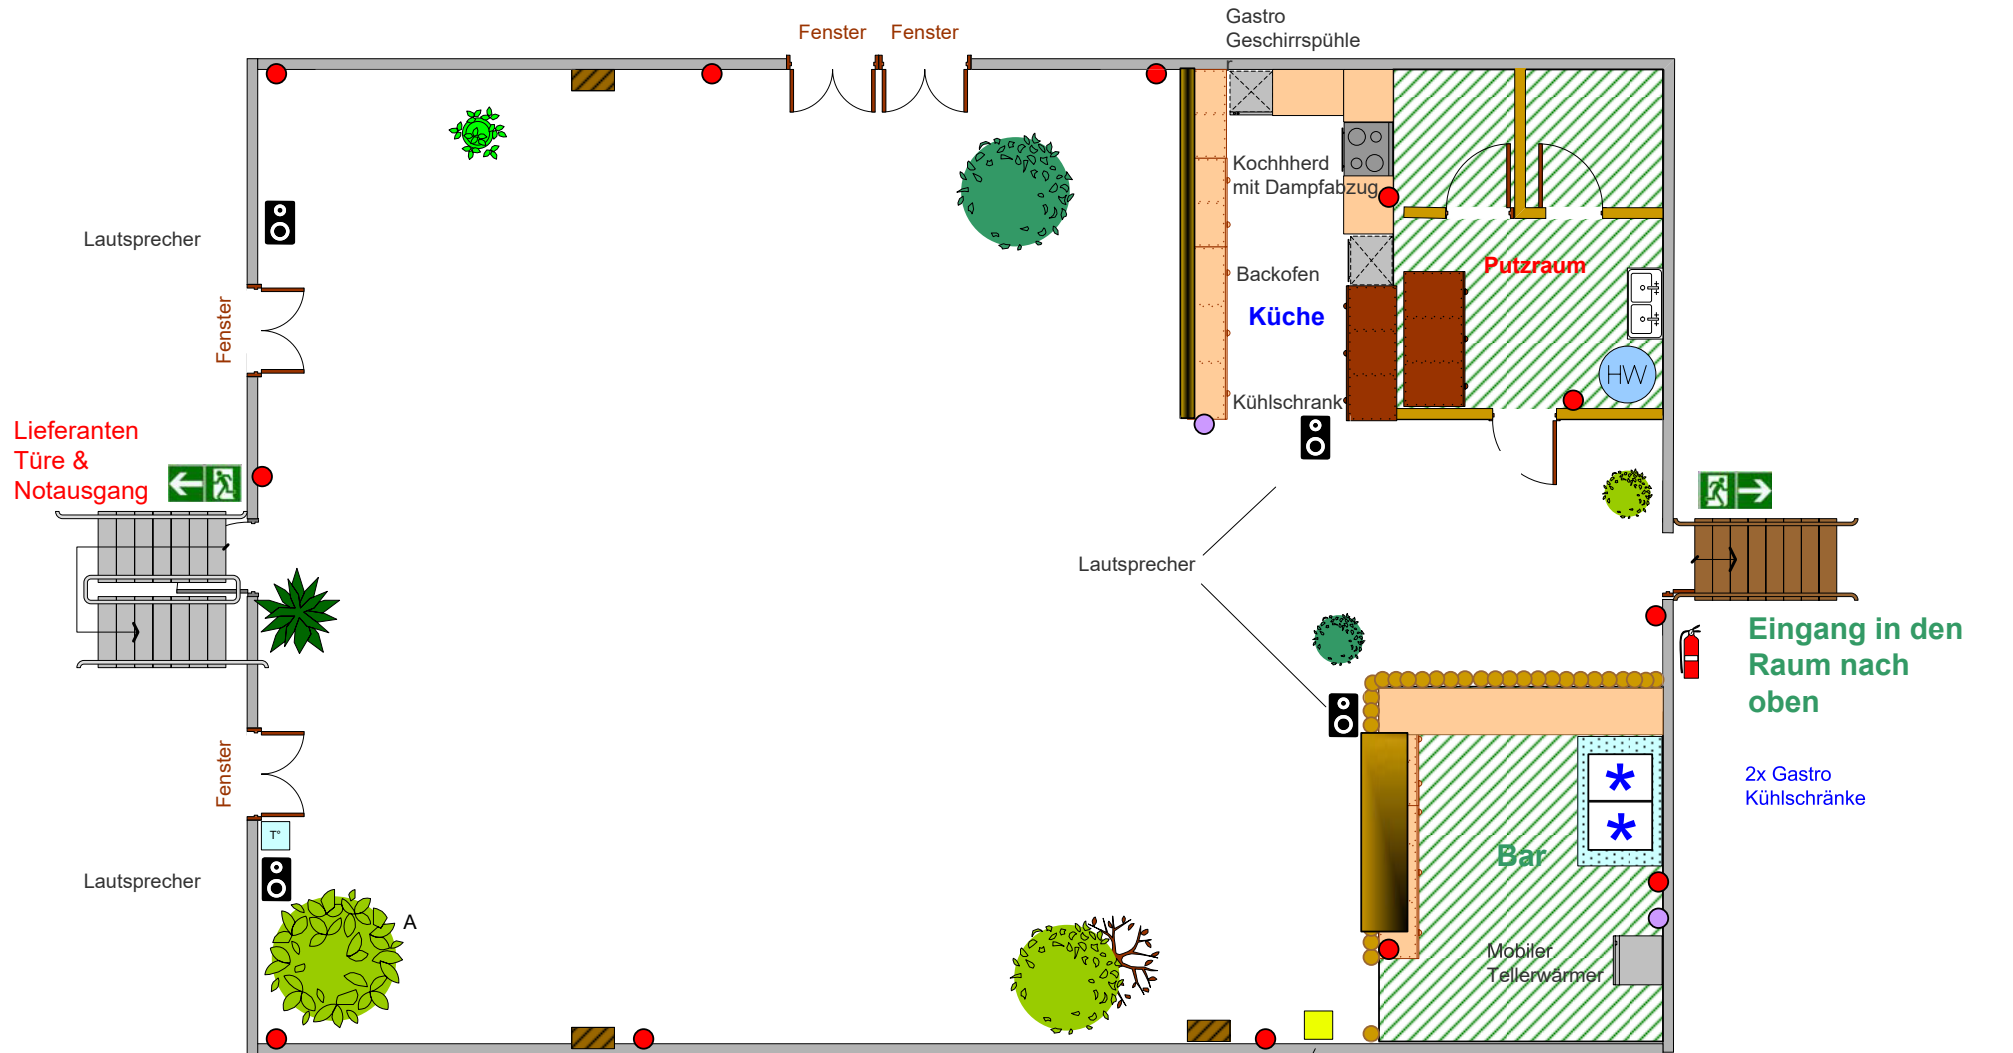 Gastro
Geschirrspühle
Fenster
Fenster
Kochhherd
mit Dampfabzug
Lautsprecher
Putzraum
Backofen
Küche
Fenster
HW
Kühlschrank
Lieferanten
Türe &
Notausgang
Lautsprecher
Eingang in den
Raum nach
oben
Fenster
2x Gastro
Kühlschränke
T°
Bar
Lautsprecher
A
Mobiler
Tellerwärmer